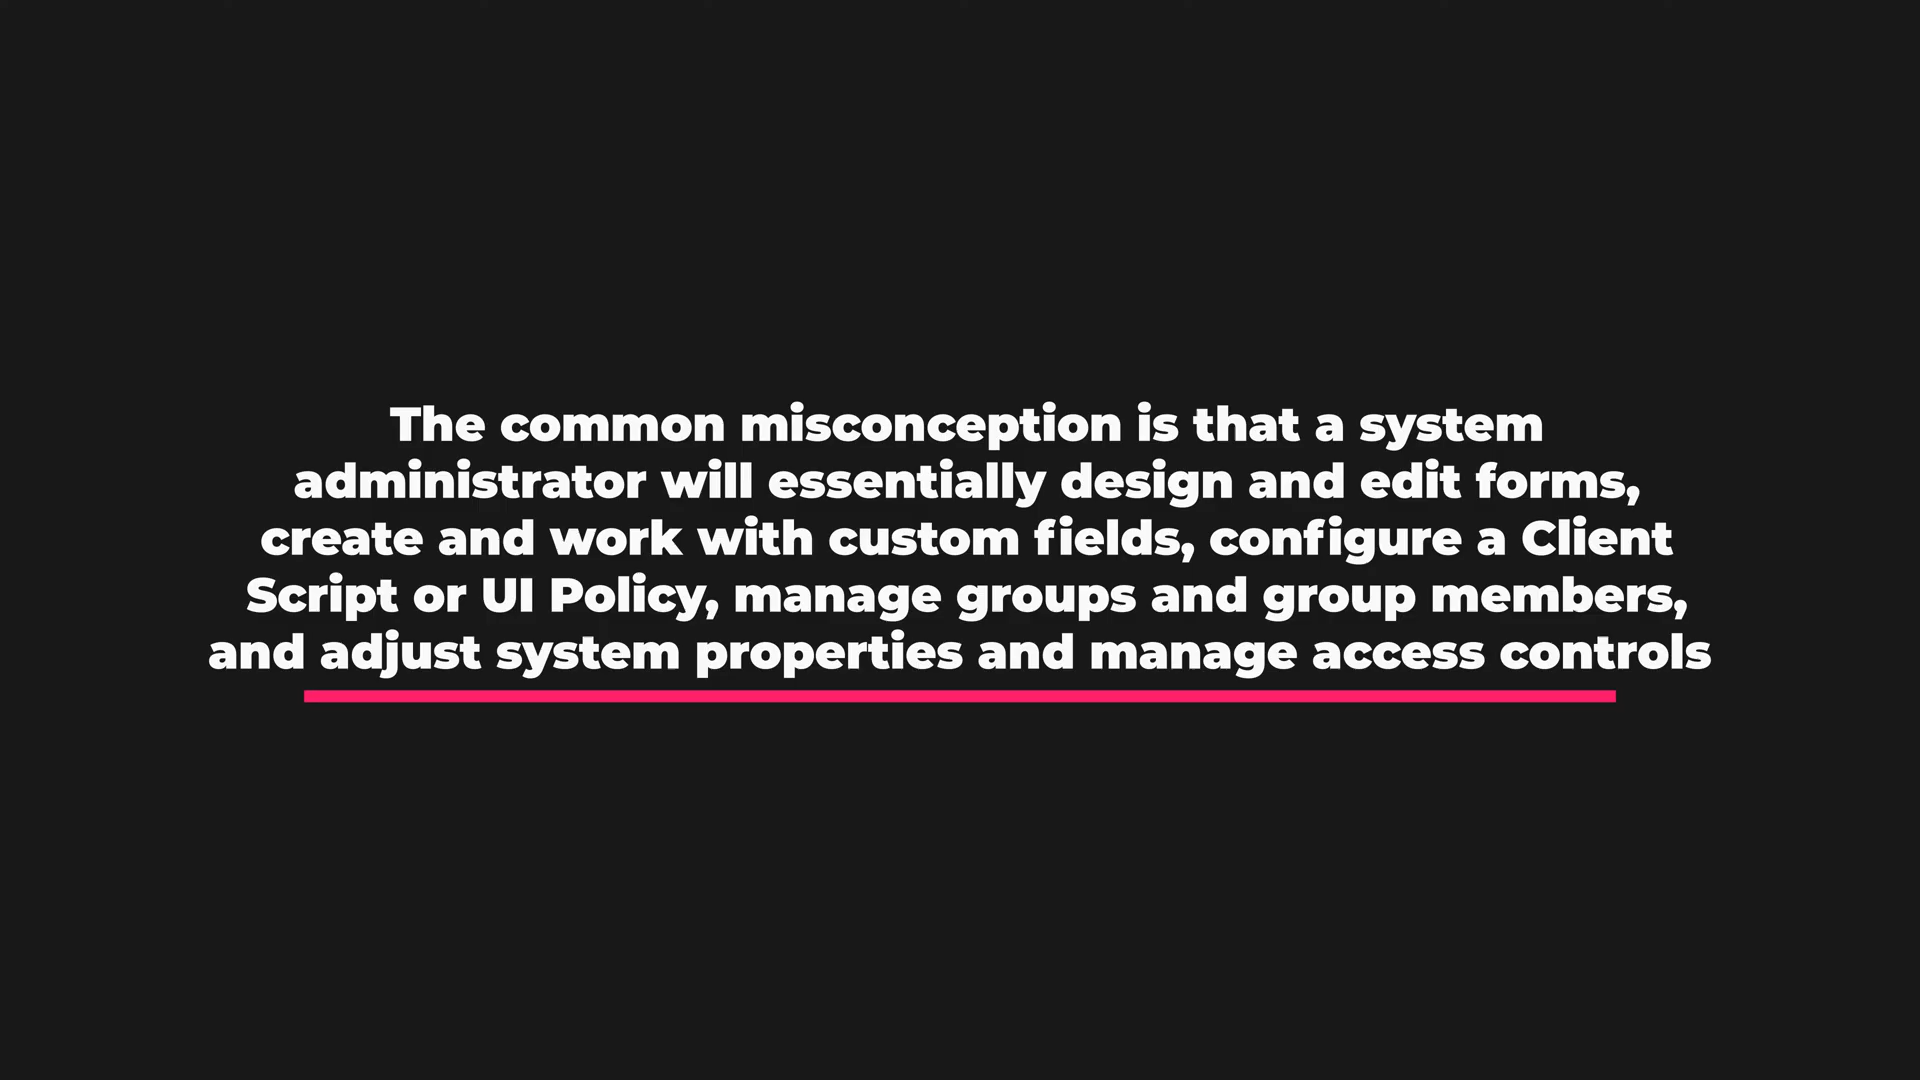 The common misconception is that a system
administrator will essentially design and edit forms,
create and work with custom fields, configure a Client
Script or UI Policy, manage groups and group members,
and adjust system properties and manage access controls